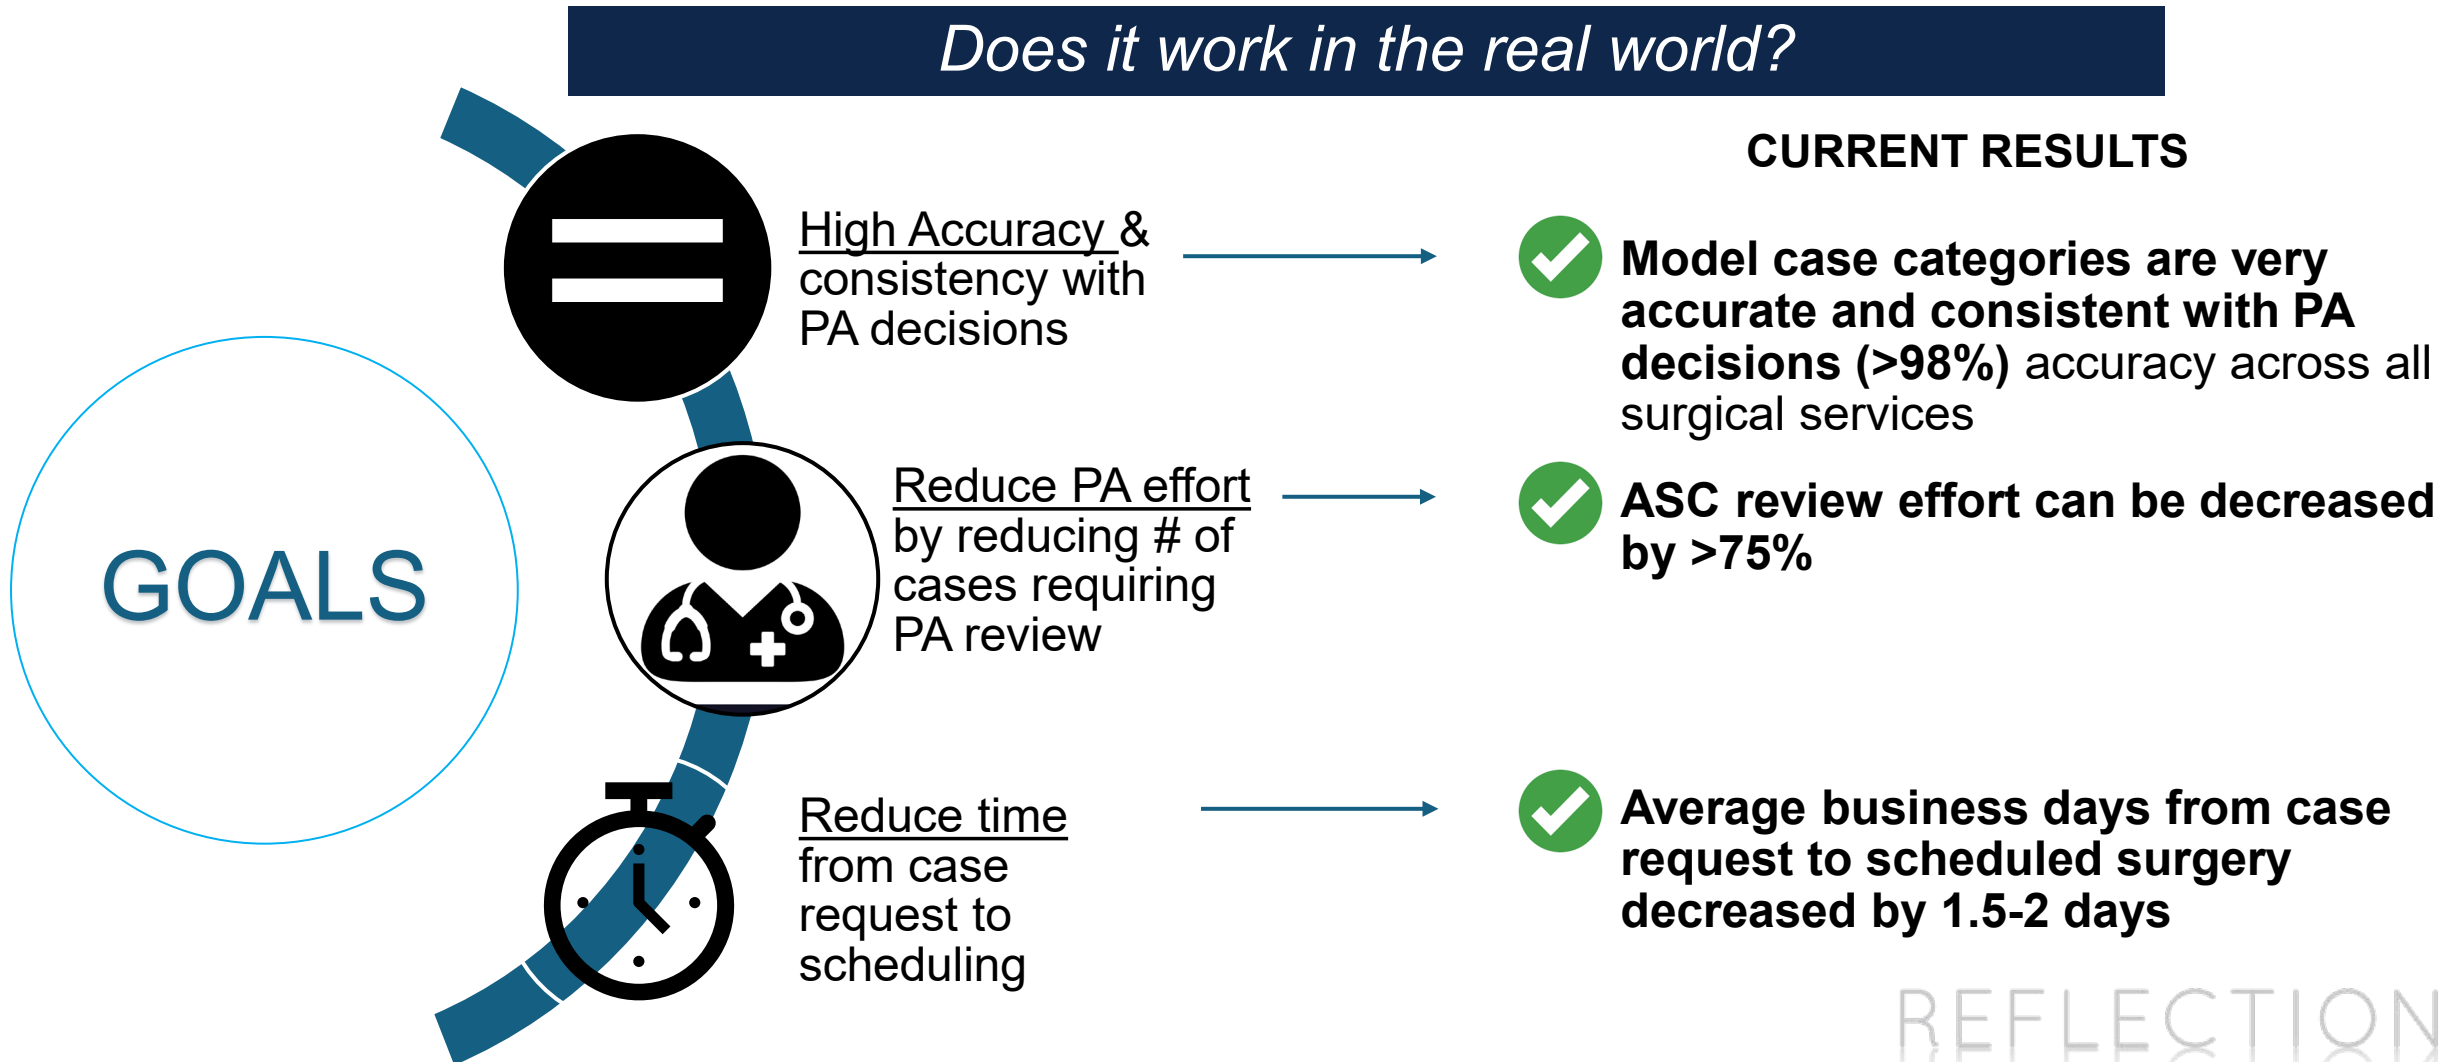 Does it work in the real world?
CURRENT RESULTS
GOALS
High Accuracy &
consistency with
PA decisions
Model case categories are very
accurate and consistent with PA
decisions (>98%) accuracy across all
surgical services
Reduce PA effort
by reducing # of
cases requiring
PA review
ASC review effort can be decreased
by >75%
Reduce time
from case
request to
scheduling
Average business days from case
request to scheduled surgery
decreased by 1.5-2 days
REFLECTION